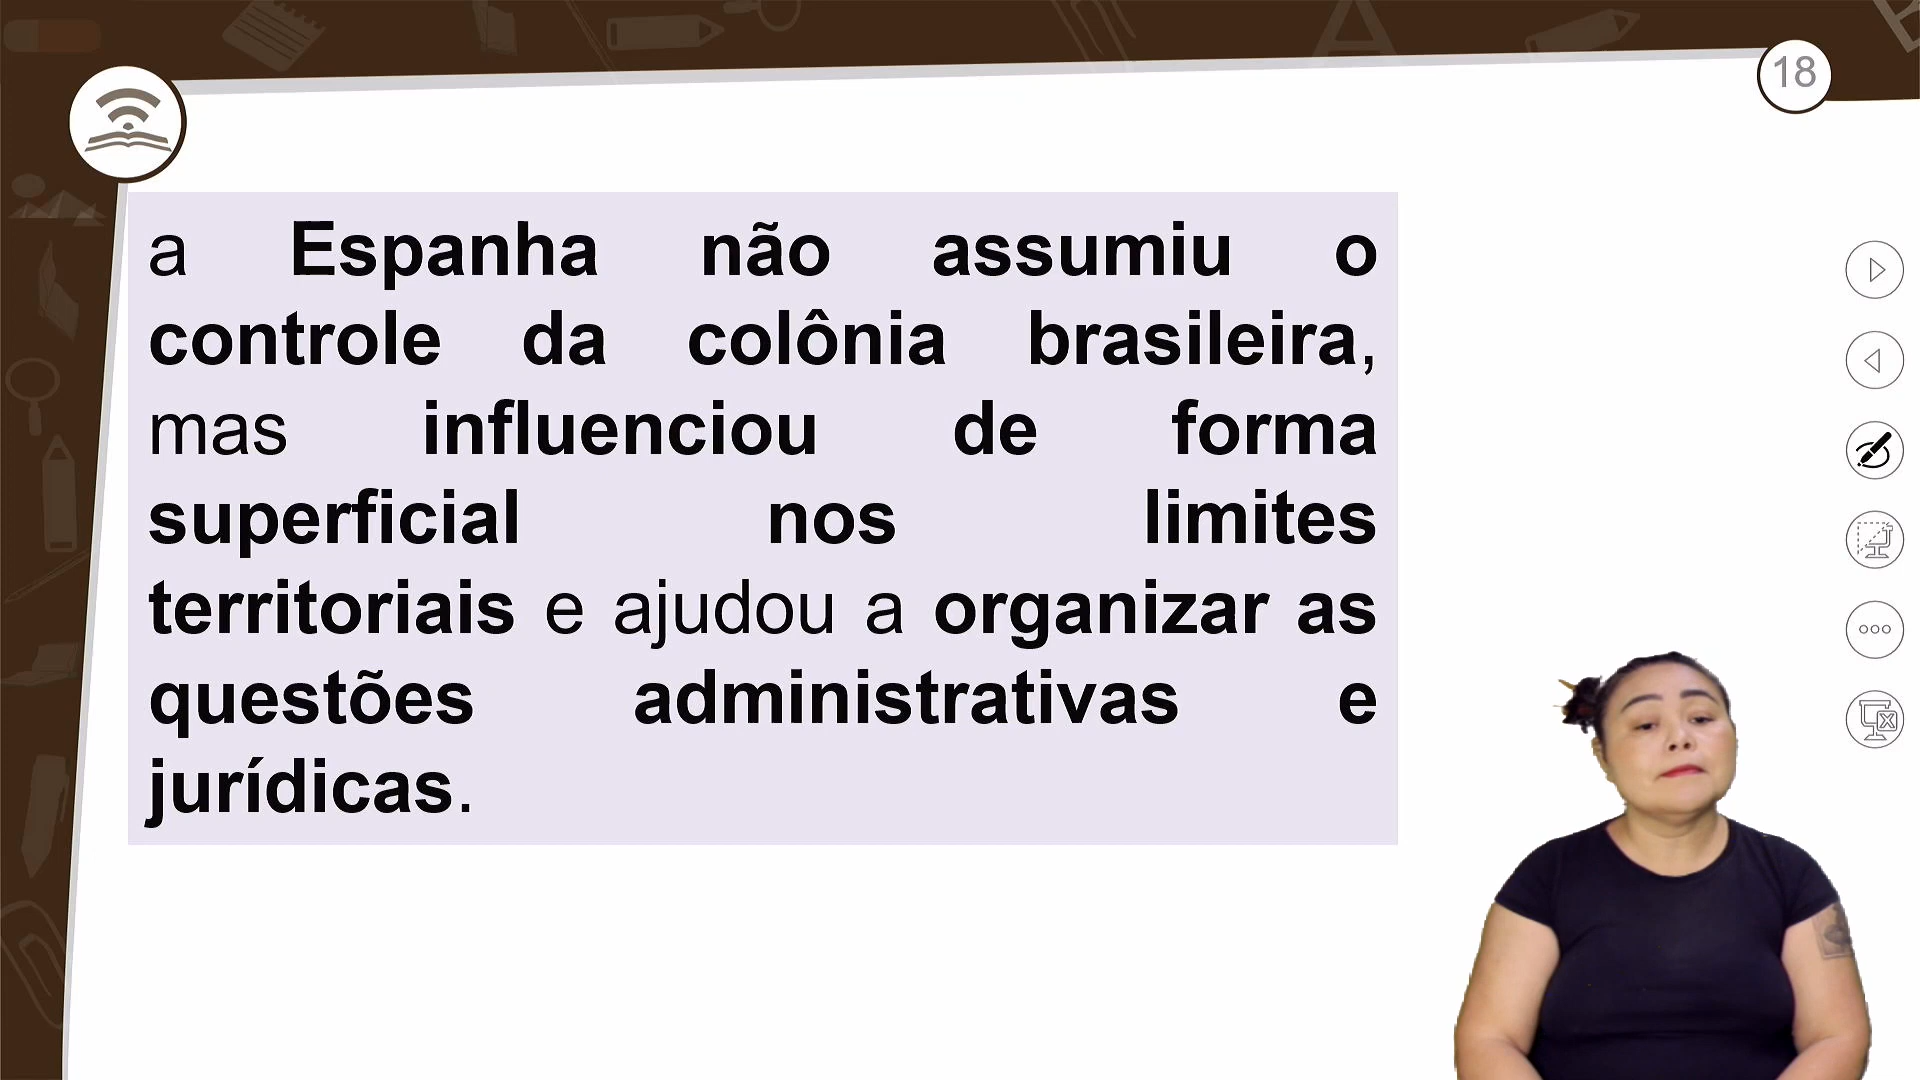 18
a Espanha não assumiu o
controle da colônia brasileira,
mas influenciou de forma
superficial nos limites
territoriais e ajudou a organizar as
questões administrativas e
jurídicas.